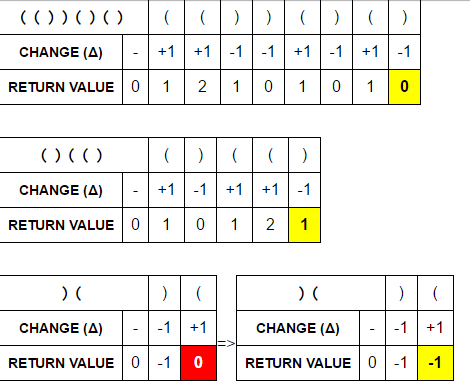 ( ( ) ) ( ) ( ) ( ( ) ) ( ) ( )
CHANGE (Δ) - +1 +1 -1 -1 +1 -1 +1 -1
RETURN VALUE 0 1 2 1 0 1 0 1 0
( ) ( ( ) ( ) ( ( )
CHANGE (Δ) - +1 -1 +1 +1 -1
RETURN VALUE 0 1 0 1 2 1
) ( ) ( ) ( ) (
CHANGE (Δ) - -1 +1 => CHANGE (Δ) - -1 +1
RETURN VALUE 0 -1 0 RETURN VALUE 0 -1 -1